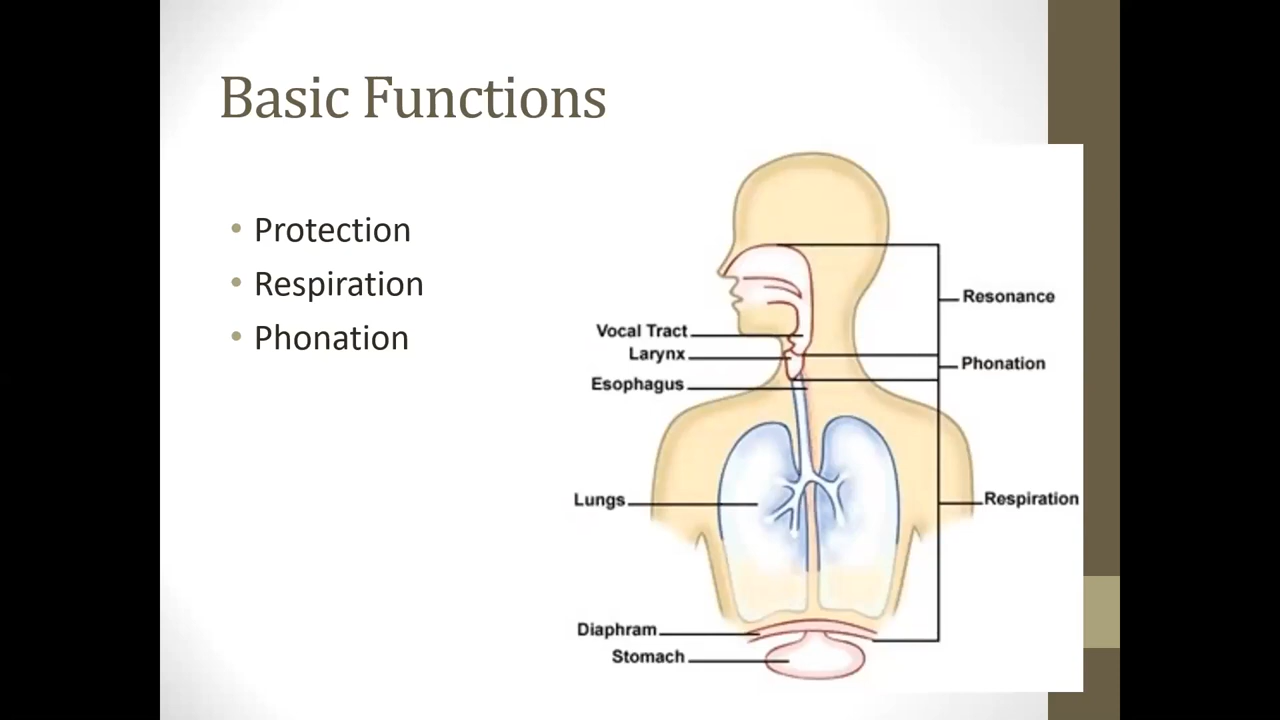 Basic Functions
• Protection
• Respiration
• Phonation
Resonance
Vocal Tract
Larynx
Phonation
Esophagus
Lungs
Respiration
Diaphram
Stomach